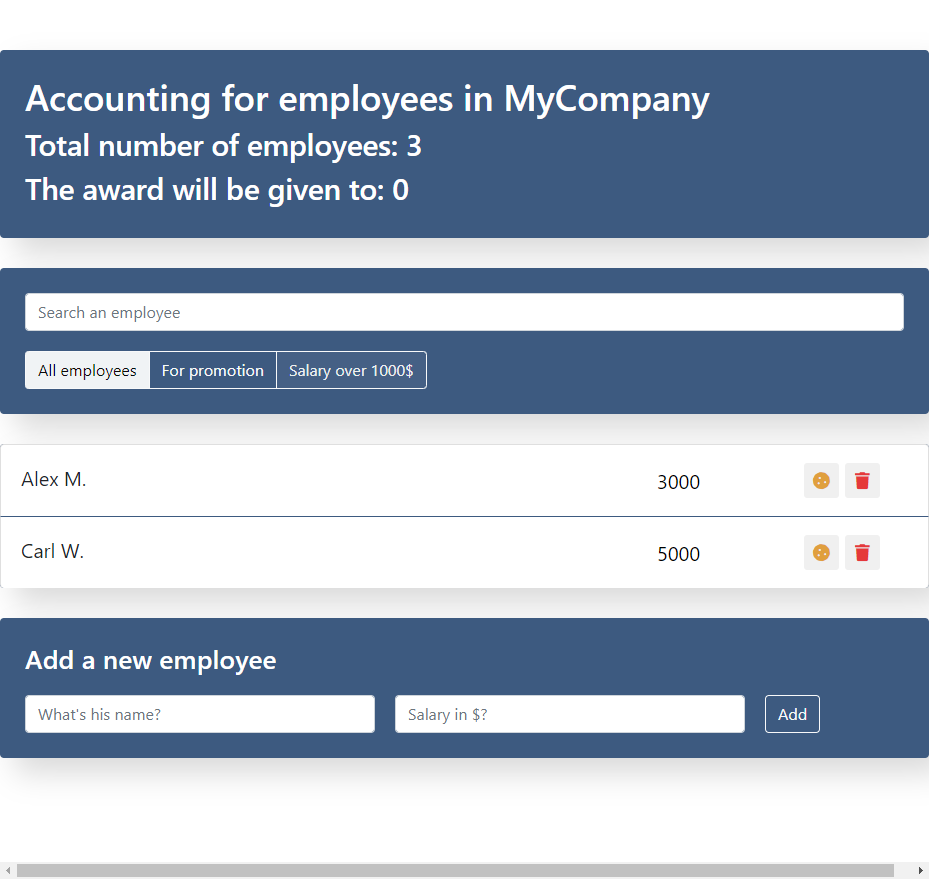 Accounting for employees in MyCompany
Total number of employees: 3
The award will be given to: 0
Search an employee
All employees For promotion Salary over 1000$
Alex M. 3000
Carl W. 5000
Add a new employee
What's his name? Salary in $? Add